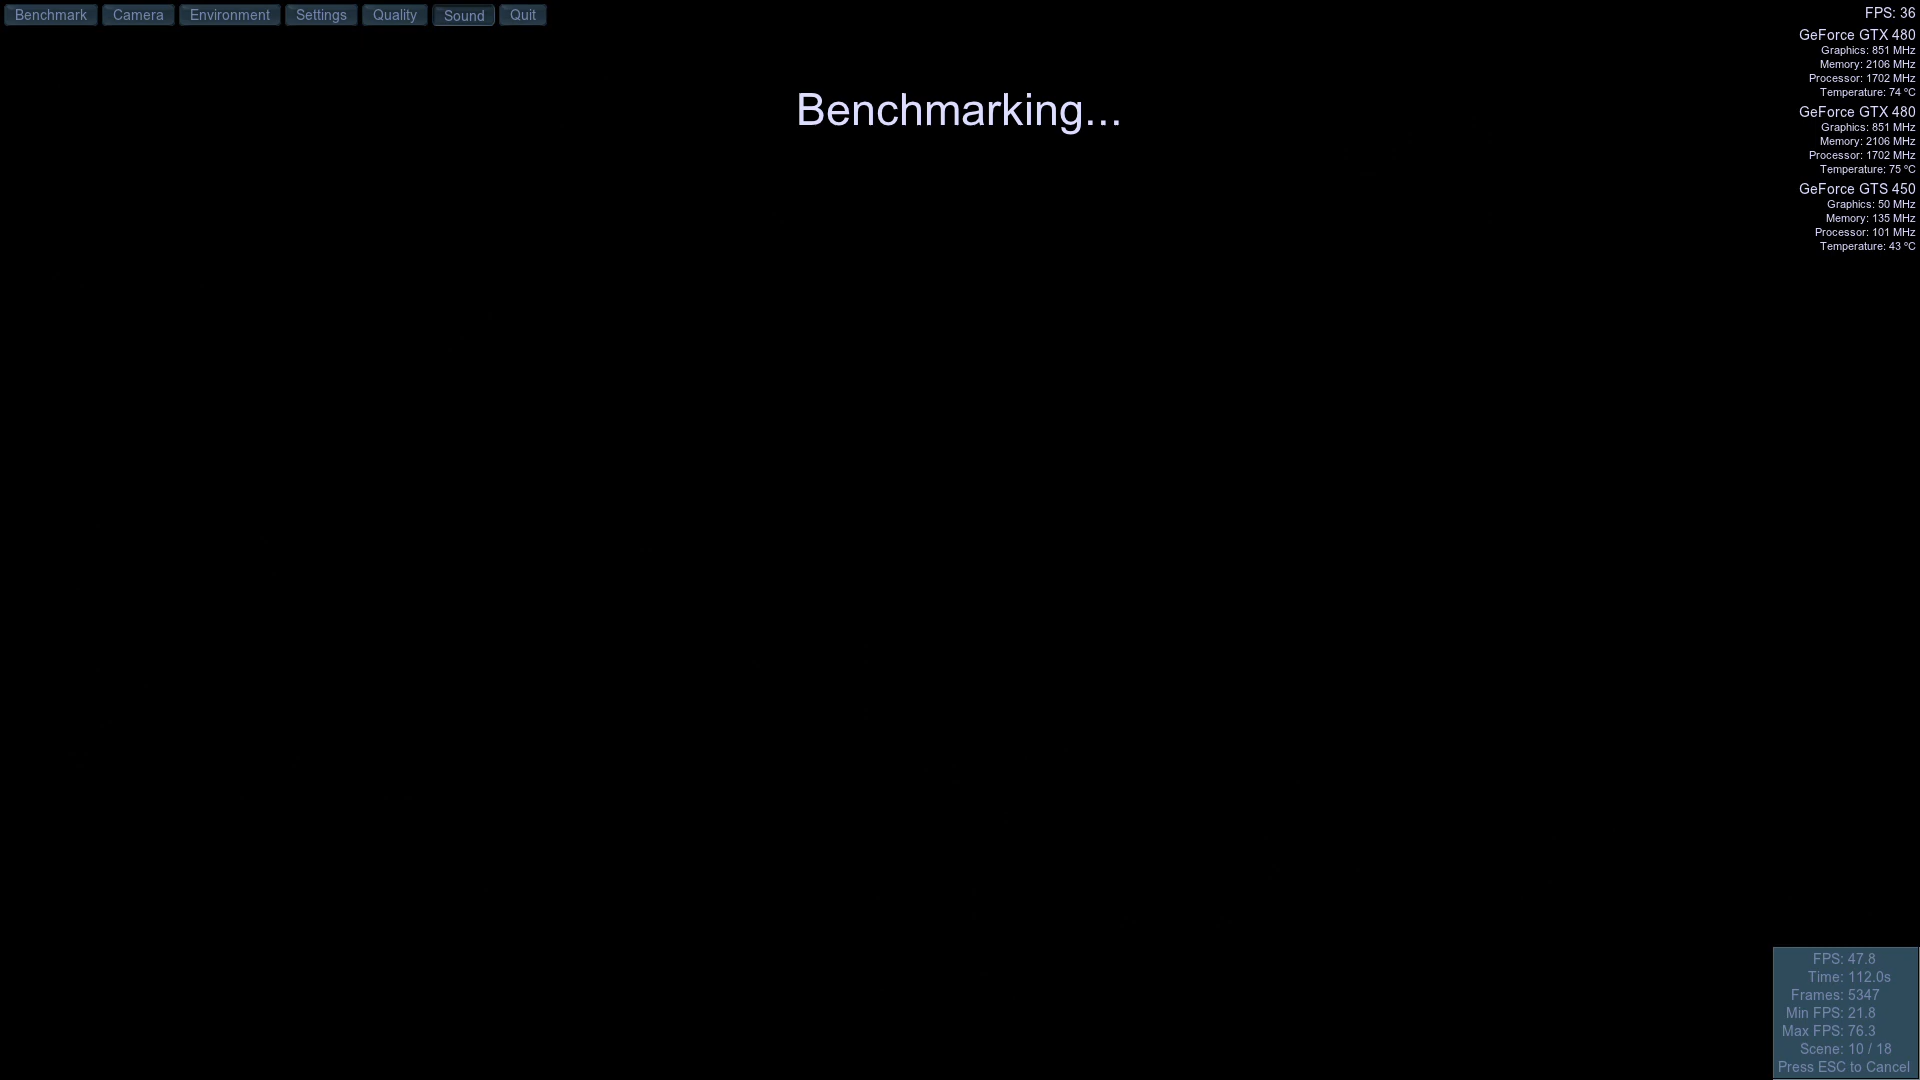 Benchmark Camera Environment Settings Quality Sound Quit
FPS: 36
GeForce GTX 480
Graphics: 851 MHz
Memory: 2106 MHz
Processor: 1702 MHz
Temperature: 74 ºC
GeForce GTX 480
Graphics: 851 MHz
Memory: 2106 MHz
Processor: 1702 MHz
Temperature: 75 ºC
GeForce GTS 450
Graphics: 50 MHz
Memory: 135 MHz
Processor: 101 MHz
Temperature: 43 ºC
Benchmarking...
FPS: 47.8
Time: 112.0s
Frames: 5347
Min FPS: 21.8
Max FPS: 76.3
Scene: 10 / 18
Press ESC to Cancel